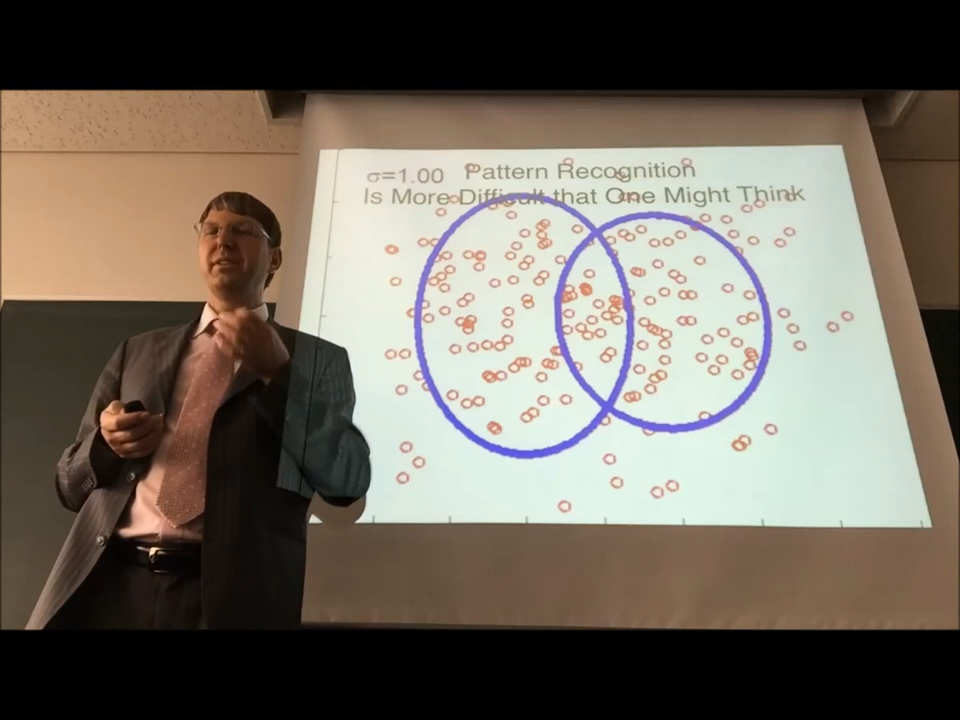 σ=1.00 Pattern Recognition
Is More Difficult that One Might Think